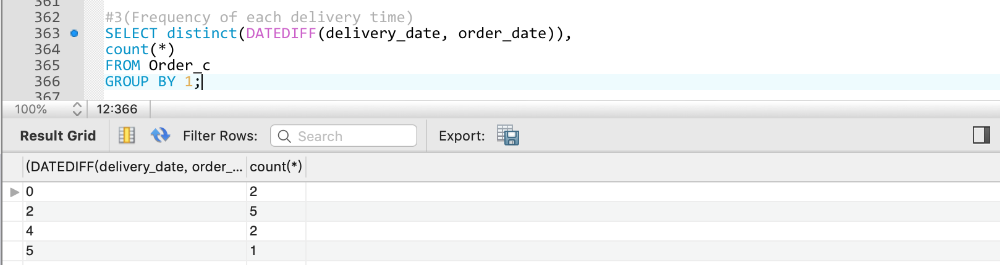 361
362 #3(Frequency of each delivery time)
363 SELECT distinct(DATEDIFF(delivery_date, order_date)),
364 count(*)
365 FROM Order_c
366 GROUP BY 1;
367
100% 12:366
Result Grid Filter Rows: Search Export:
(DATEDIFF(delivery_date, order_... count(*)
0 2
2 5
4 2
5 1